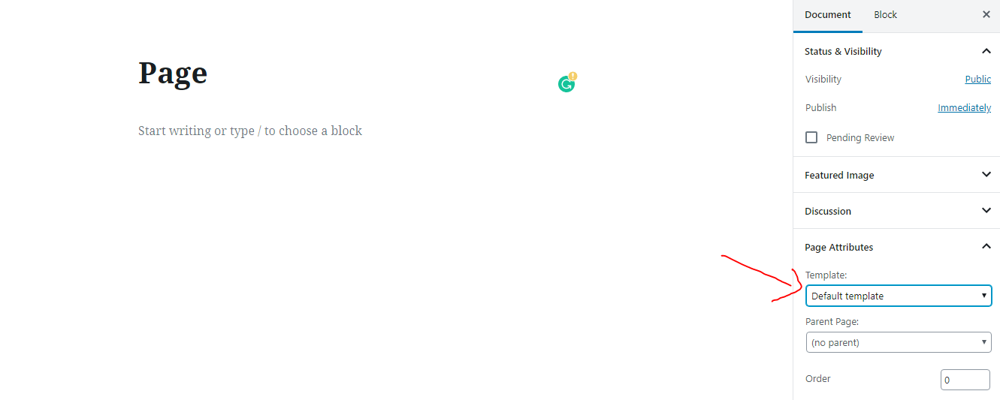 Document Block ×
Status & Visibility
Page
Visibility Public
Publish Immediately
Start writing or type / to choose a block
Pending Review
Featured Image
Discussion
Page Attributes
Template:
Default template
Parent Page:
(no parent)
Order 0